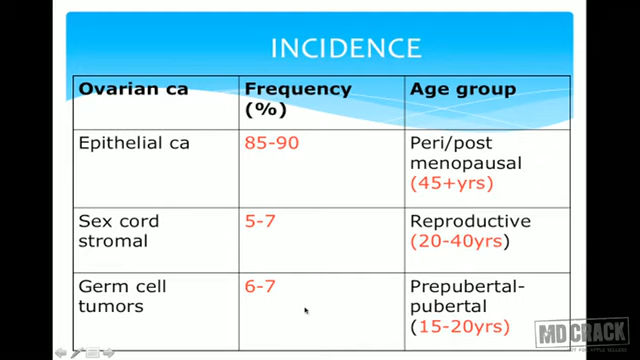 INCIDENCE
Ovarian ca
Frequency
(%)
Age group
Epithelial ca
85-90
Peri/post
menopausal
(45+yrs)
Sex cord
stromal
5-7
Reproductive
(20-40yrs)
Germ cell
tumors
6-7
Prepubertal-
pubertal
(15-20yrs)
MD CRACK